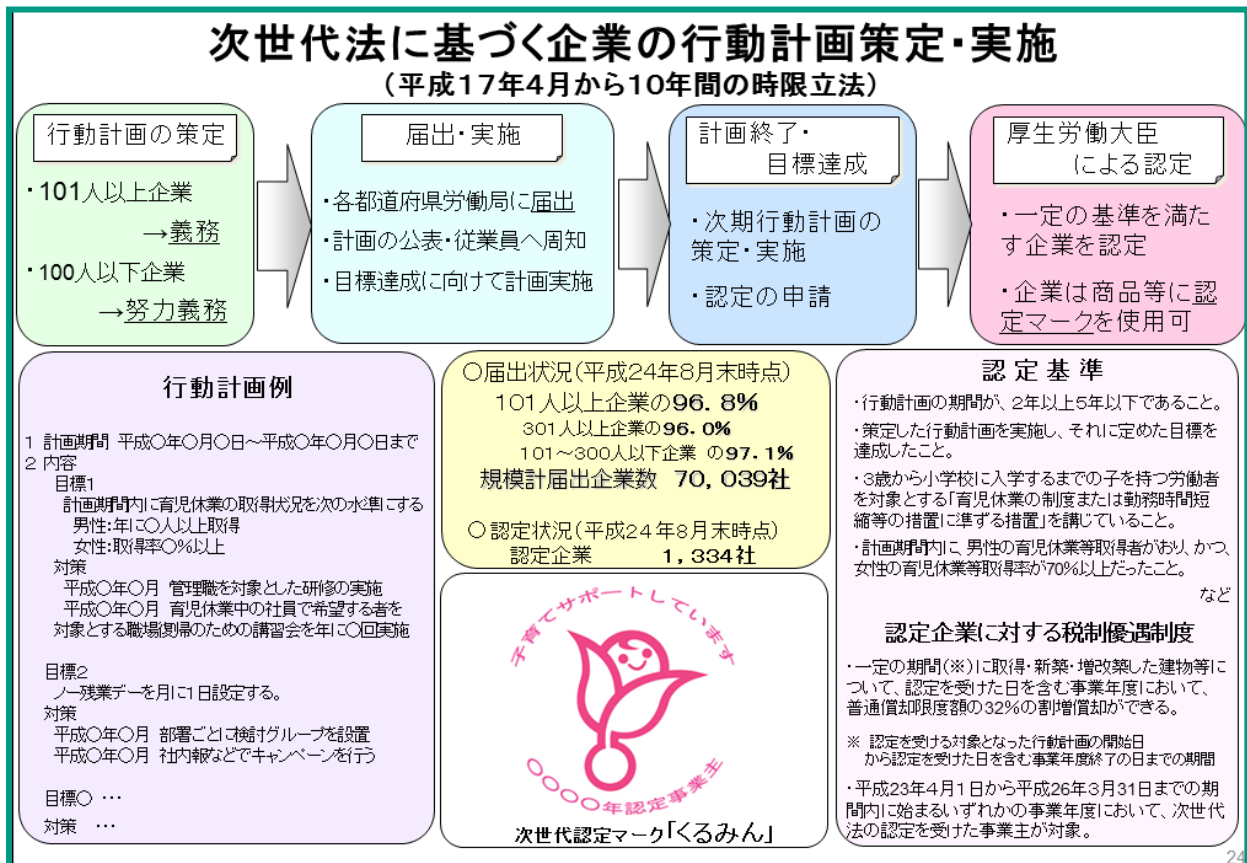 次世代法に基づく企業の行動計画策定・実施
(平成17年4月から10年間の時限立法)
行動計画の策定
・101人以上企業
→義務
・100人以下企業
→努力義務
届出・実施
・各都道府県労働局に届出
・計画の公表・従業員へ周知
・目標達成に向けて計画実施
計画終了・
目標達成
・次期行動計画の
策定・実施
・認定の申請
厚生労働大臣
による認定
・一定の基準を満た
す企業を認定
・企業は商品等に認
定マークを使用可
行動計画例
1 計画期間 平成○年○月○日～平成○年○月○日まで
2 内容
目標1
計画期間内に育児休業の取得状況を次の水準にする
男性:年に○人以上取得
女性:取得率○%以上
対策
平成○年○月 管理職を対象とした研修の実施
平成○年○月 育児休業中の社員で希望する者を
対象とする職場復帰のための講習会を年に○回実施
目標2
ノー残業デーを月に1日設定する。
対策
平成○年○月 部署ごとに検討グループを設置
平成○年○月 社内報などでキャンペーンを行う
目標○ …
対策 …
○届出状況(平成24年8月末時点)
101人以上企業の96.8%
301人以上企業の96.0%
101～300人以下企業 の97.1%
規模計届出企業数 70,039社
○認定状況(平成24年8月末時点)
認定企業 1,334社
子育てサポートしています
○○○○年認定事業主
次世代認定マーク「くるみん」
認定基準
・行動計画の期間が、2年以上5年以下であること。
・策定した行動計画を実施し、それに定めた目標を
達成したこと。
・3歳から小学校に入学するまでの子を持つ労働者
を対象とする「育児休業の制度または勤務時間短
縮等の措置に準ずる措置」を講じていること。
・計画期間内に、男性の育児休業等取得者がおり、かつ、
女性の育児休業等取得率が70%以上だったこと。
など
認定企業に対する税制優遇制度
・一定の期間(※)に取得・新築・増改築した建物等に
ついて、認定を受けた日を含む事業年度において、
普通償却限度額の32%の割増償却ができる。
※ 認定を受ける対象となった行動計画の開始日
から認定を受けた日を含む事業年度終了の日までの期間
・平成23年4月1日から平成26年3月31日までの期
間内に始まるいずれかの事業年度において、次世代
法の認定を受けた事業主が対象。
24